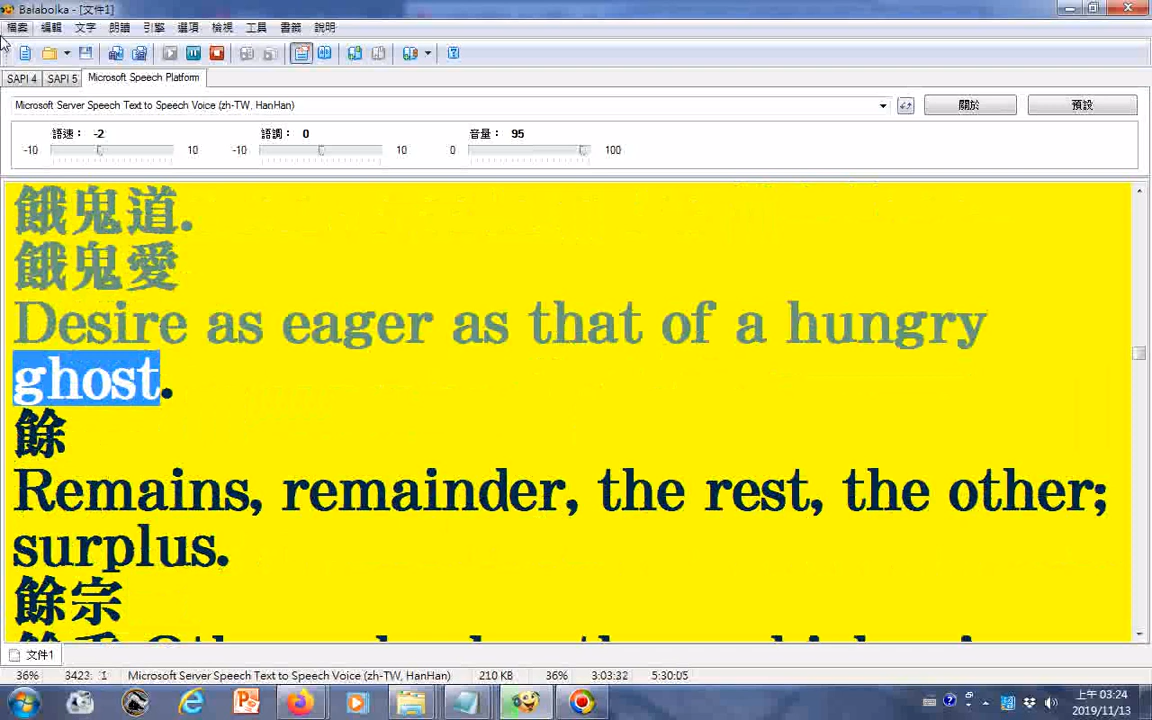 Balabolka - [文件1]
檔案 編輯 文字 朗讀 引擎 選項 檢視 工具 書籤 說明
SAPI 4 SAPI 5 Microsoft Speech Platform
Microsoft Server Speech Text to Speech Voice (zh-TW, HanHan) 關於 預設
語速： -2 語調： 0 音量： 95
-10 10 -10 10 0 100
餓鬼道.
餓鬼愛
Desire as eager as that of a hungry
ghost.
餘
Remains, remainder, the rest, the other;
surplus.
餘宗
文件1
36% 3423: 1 Microsoft Server Speech Text to Speech Voice (zh-TW, HanHan) 210 KB 36% 3:03:32 5:30:05
上午 03:24
2019/11/13